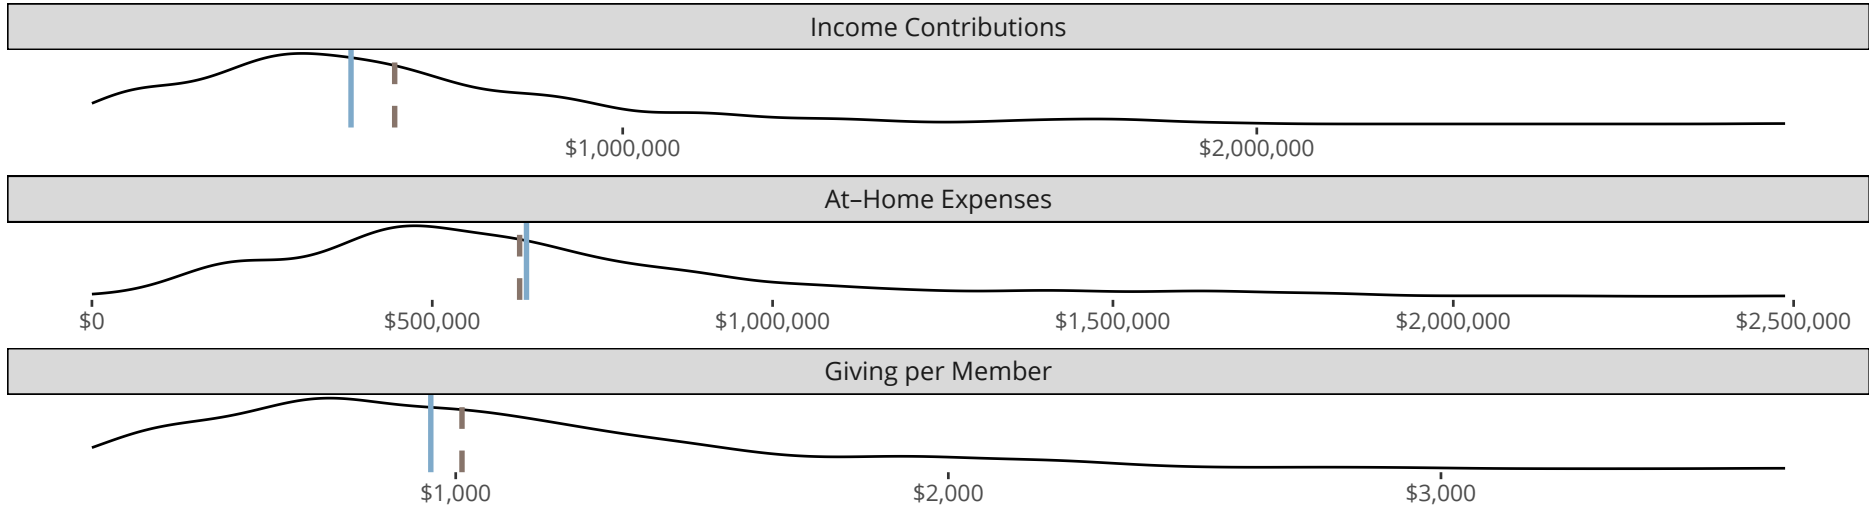 Income Contributions
$1,000,000 $2,000,000
At–Home Expenses
$0 $500,000 $1,000,000 $1,500,000 $2,000,000 $2,500,000
Giving per Member
$1,000 $2,000 $3,000